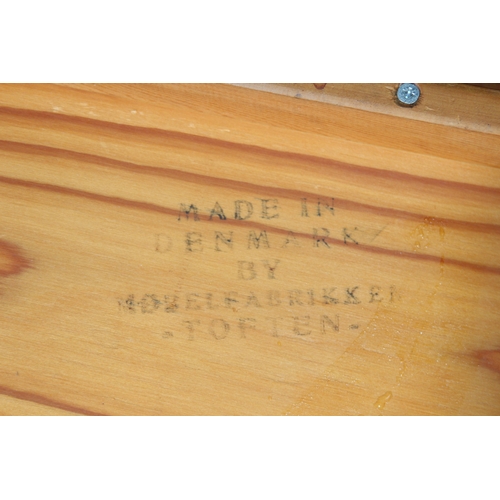 MADE IN
DENMARK
BY
MØBELFABRIKKEN
-TOFTEN-